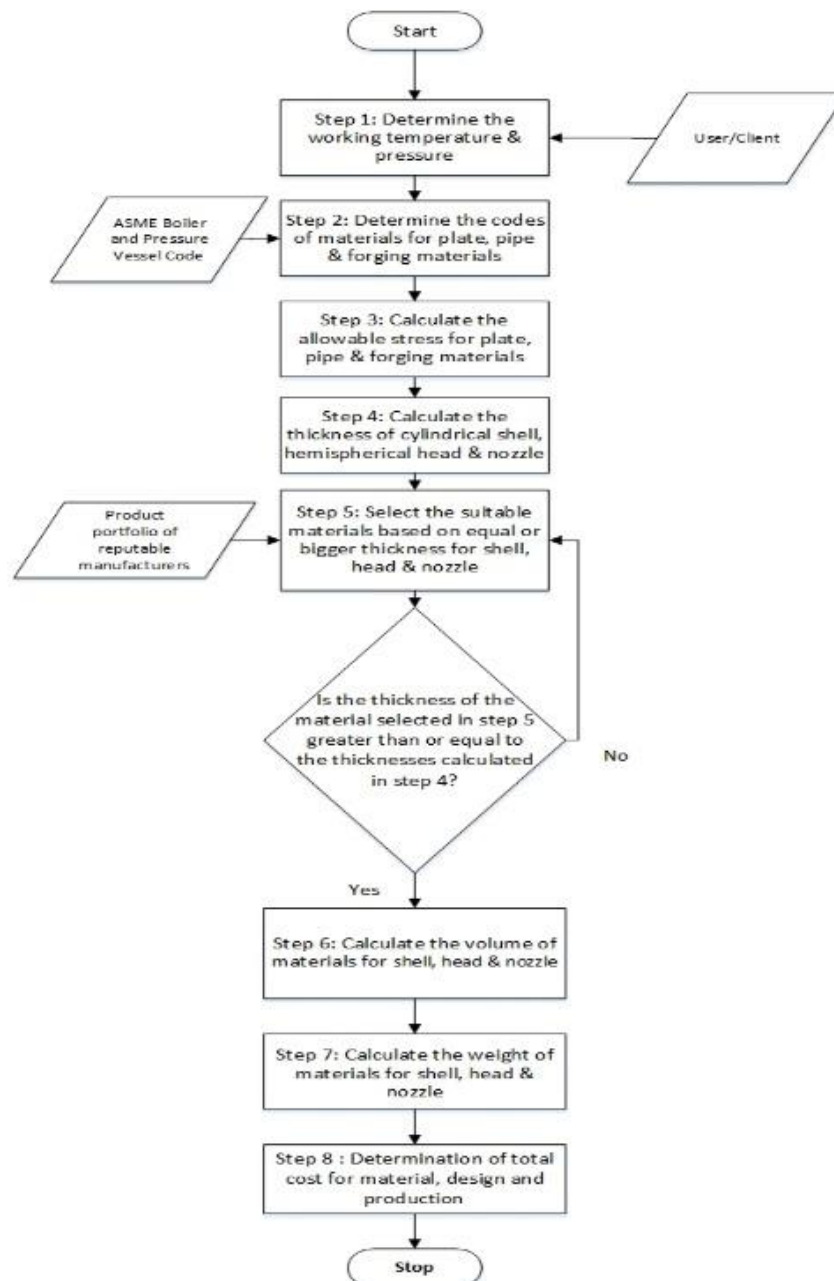 Start
Step 1: Determine the
working temperature &
pressure
User/Client
ASME Boiler
and Pressure
Vessel Code
Step 2: Determine the codes
of materials for plate, pipe
& forging materials
Step 3: Calculate the
allowable stress for plate,
pipe & forging materials
Step 4: Calculate the
thickness of cylindrical shell,
hemispherical head & nozzle
Product
portfolio of
reputable
manufacturers
Step 5: Select the suitable
materials based on equal or
bigger thickness for shell,
head & nozzle
Is the thickness of the
material selected in step 5
greater than or equal to
the thicknesses calculated
in step 4?
No
Yes
Step 6: Calculate the volume of
materials for shell, head & nozzle
Step 7: Calculate the weight of
materials for shell, head &
nozzle
Step 8 : Determination of total
cost for material, design and
production
Stop